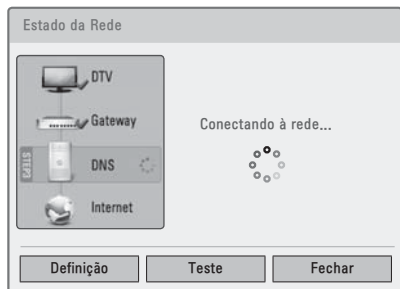 Estado da Rede
DTV
Gateway
Conectando à rede...
STEP3
DNS
Internet
Definição
Teste
Fechar